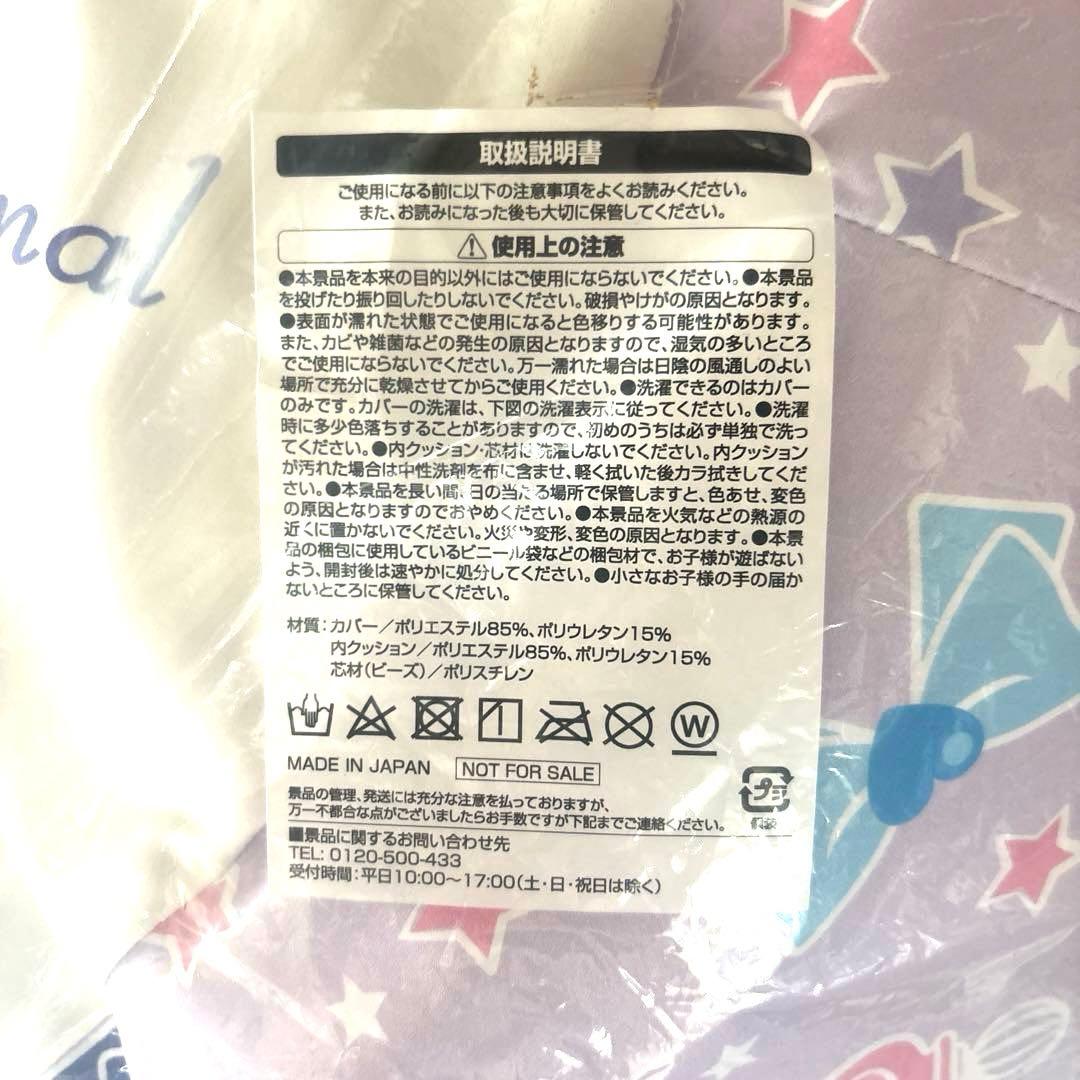 nal
取扱説明書
ご使用になる前に以下の注意事項をよくお読みください。
また、お読みになった後も大切に保管してください。
使用上の注意
●本景品を本来の目的以外にはご使用にならないでください。●本景品
を投げたり振り回したりしないでください。破損やけがの原因となります。
●表面が濡れた状態でご使用になると色移りする可能性があります。
また、カビや雑菌などの発生の原因となりますので、湿気の多いところ
でご使用にならないでください。万一濡れた場合は日陰の風通しのよい
場所で充分に乾燥させてからご使用ください。●洗濯できるのはカバー
のみです。カバーの洗濯は、下図の洗濯表示に従ってください。●洗濯
時に多少色落ちすることがありますので、初めのうちは必ず単独で洗っ
てください。●内クッション・芯材は洗濯しないでください。内クッション
が汚れた場合は中性洗剤を布に含ませ、軽く拭いた後カラ拭きしてくだ
さい。●本景品を長い間、日の当たる場所で保管しますと、色あせ、変色
の原因となりますのでおやめください。●本景品を火気などの熱源の
近くに置かないでください。火災や変形、変色の原因となります。●本景
品の梱包に使用しているビニール袋などの梱包材で、お子様が遊ばない
よう、開封後は速やかに処分してください。●小さなお子様の手の届か
ないところに保管してください。
材質：カバー／ポリエステル85%、ポリウレタン15%
内クッション／ポリエステル85%、ポリウレタン15%
芯材（ビーズ）／ポリスチレン
W
MADE IN JAPAN NOT FOR SALE
プラ
個袋
景品の管理、発送には充分な注意を払っておりますが、
万一不都合な点がございましたらお手数ですが下記までご連絡ください。
■景品に関するお問い合わせ先
TEL: 0120-500-433
受付時間：平日10:00〜17:00（土・日・祝日は除く）